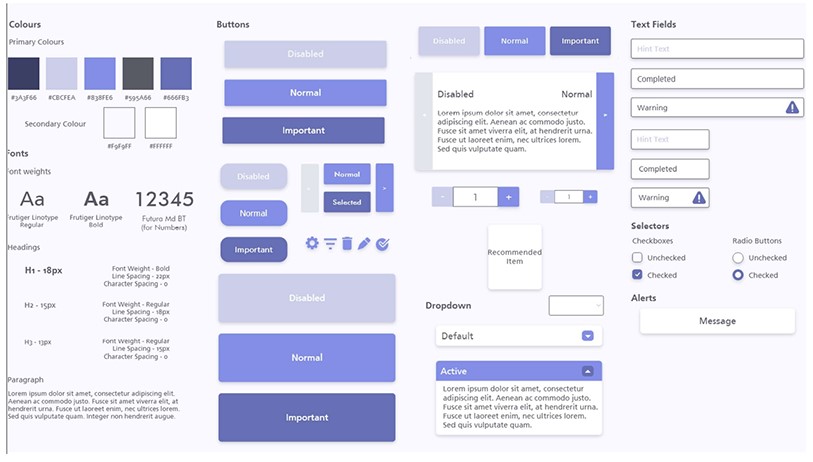 Colours
Primary Colours
#3A3F66
#CBCFEA
#838FE6
#595A66
#666FB3
Secondary Colour
#F9F9FF
#FFFFFF
Fonts
Font weights
Aa
Aa
12345
Frutiger Linotype
Regular
Frutiger Linotype
Bold
Futura Md BT
(for Numbers)
Headings
H1 - 18px
Font Weight - Bold
Line Spacing - 22px
Character Spacing - 0
H2 - 15px
Font Weight - Regular
Line Spacing - 18px
Character Spacing - 0
H3 - 13px
Font Weight - Regular
Line Spacing - 15px
Character Spacing - 0
Paragraph
Lorem ipsum dolor sit amet, consectetur adipiscing elit.
Aenean ac commodo justo. Fusce sit amet viverra elit, at
hendrerit urna. Fusce ut laoreet enim, nec ultrices lorem.
Sed quis vulputate quam. Integer non hendrerit augue.
Buttons
Disabled
Normal
Important
Disabled
Normal
Important
Normal
Selected
Disabled
Normal
Important
Disabled
Normal
Important
Disabled
Normal
Lorem ipsum dolor sit amet, consectetur
adipiscing elit. Aenean ac commodo justo.
Fusce sit amet viverra elit, at hendrerit urna.
Fusce ut laoreet enim, nec ultrices lorem.
Sed quis vulputate quam.
- 1 +
- 1 +
Recommended
Item
Dropdown
Default
Active
Lorem ipsum dolor sit amet, consectetur
adipiscing elit. Aenean ac commodo justo.
Fusce sit amet viverra elit, at hendrerit urna.
Fusce ut laoreet enim, nec ultrices lorem.
Sed quis vulputate quam.
Text Fields
Hint Text
Completed
Warning
Hint Text
Completed
Warning
Selectors
Checkboxes
Unchecked
Checked
Radio Buttons
Unchecked
Checked
Alerts
Message